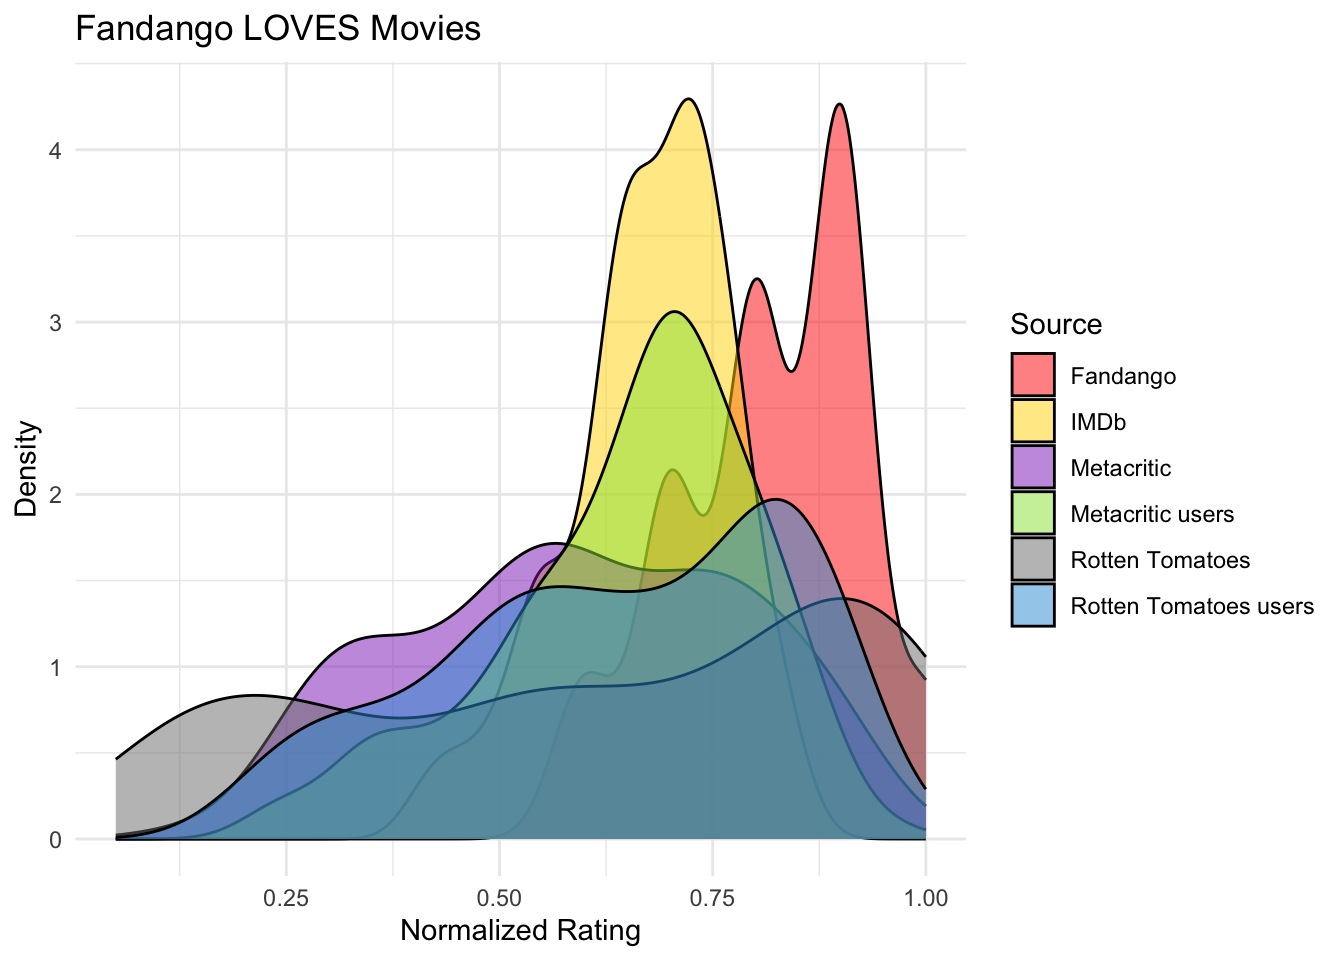 Fandango LOVES Movies
Density
4
3
2
1
0
0.25 0.50 0.75 1.00
Normalized Rating
Source
Fandango
IMDb
Metacritic
Metacritic users
Rotten Tomatoes
Rotten Tomatoes users